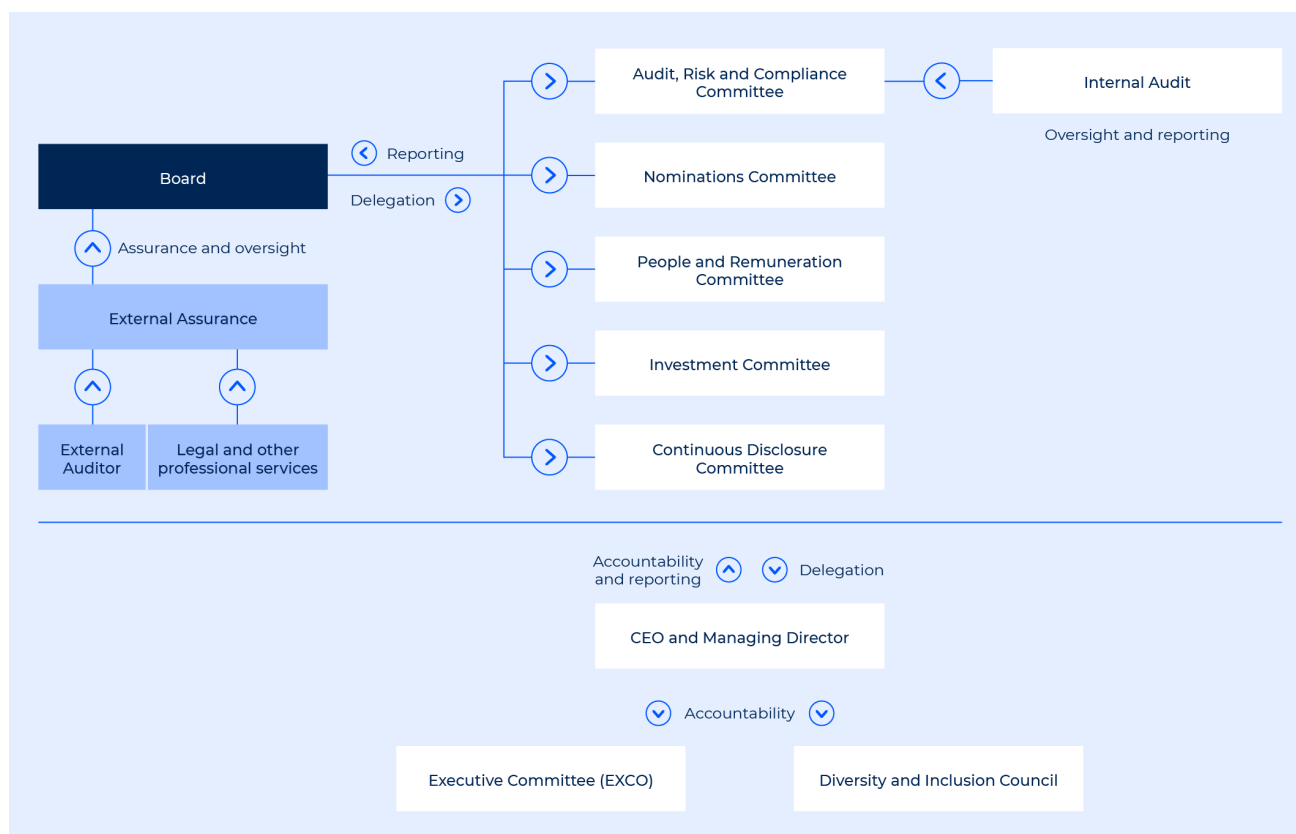 Audit, Risk and Compliance
Committee
Internal Audit
Oversight and reporting
Reporting
Board
Nominations Committee
Delegation
Assurance and oversight
People and Remuneration
Committee
External Assurance
Investment Committee
External
Auditor
Legal and other
professional services
Continuous Disclosure
Committee
Accountability
and reporting
Delegation
CEO and Managing Director
Accountability
Executive Committee (EXCO)
Diversity and Inclusion Council